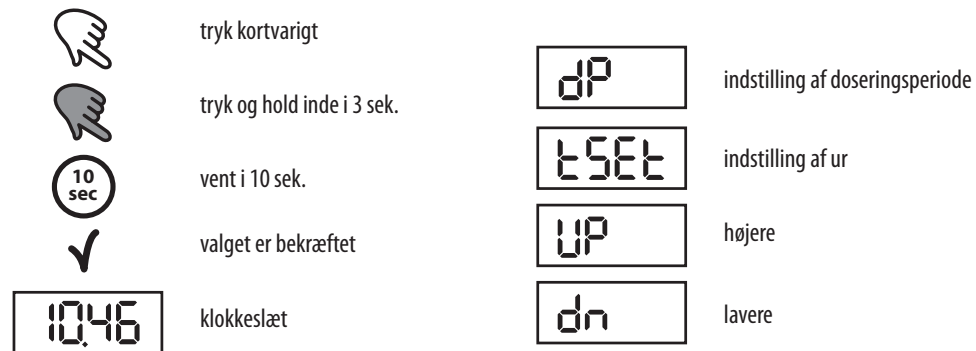 tryk kortvarigt
tryk og hold inde i 3 sek.
10
sec
vent i 10 sek.
valget er bekræftet
10.46
klokkeslæt
dP
indstilling af doseringsperiode
tSEt
indstilling af ur
UP
højere
dn
lavere